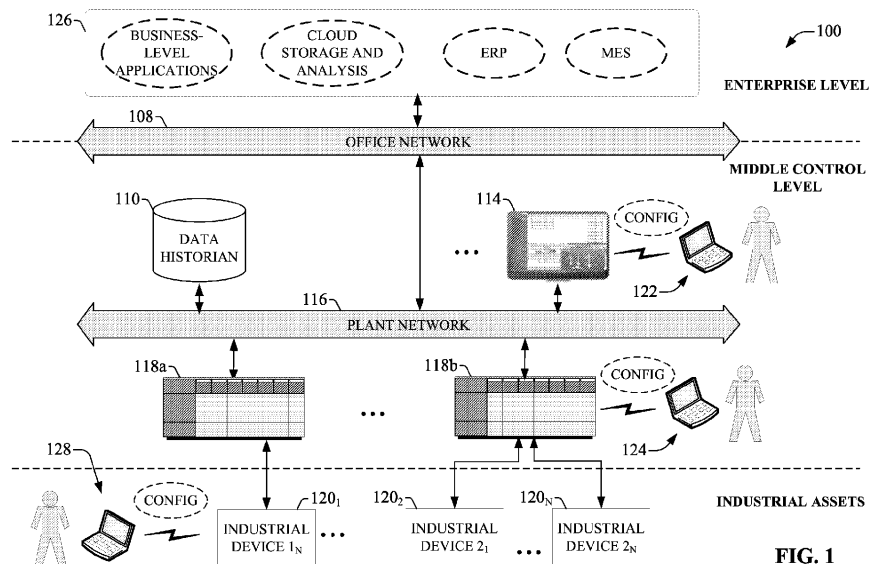 126
BUSINESS-
LEVEL
APPLICATIONS
CLOUD
STORAGE AND
ANALYSIS
ERP
MES
100
ENTERPRISE LEVEL
108
OFFICE NETWORK
MIDDLE CONTROL
LEVEL
110
DATA
HISTORIAN
114
CONFIG
122
116
PLANT NETWORK
118a
118b
CONFIG
124
128
CONFIG
120₁
INDUSTRIAL
DEVICE 1N
120₂
INDUSTRIAL
DEVICE 2₁
120N
INDUSTRIAL
DEVICE 2N
INDUSTRIAL ASSETS
FIG. 1